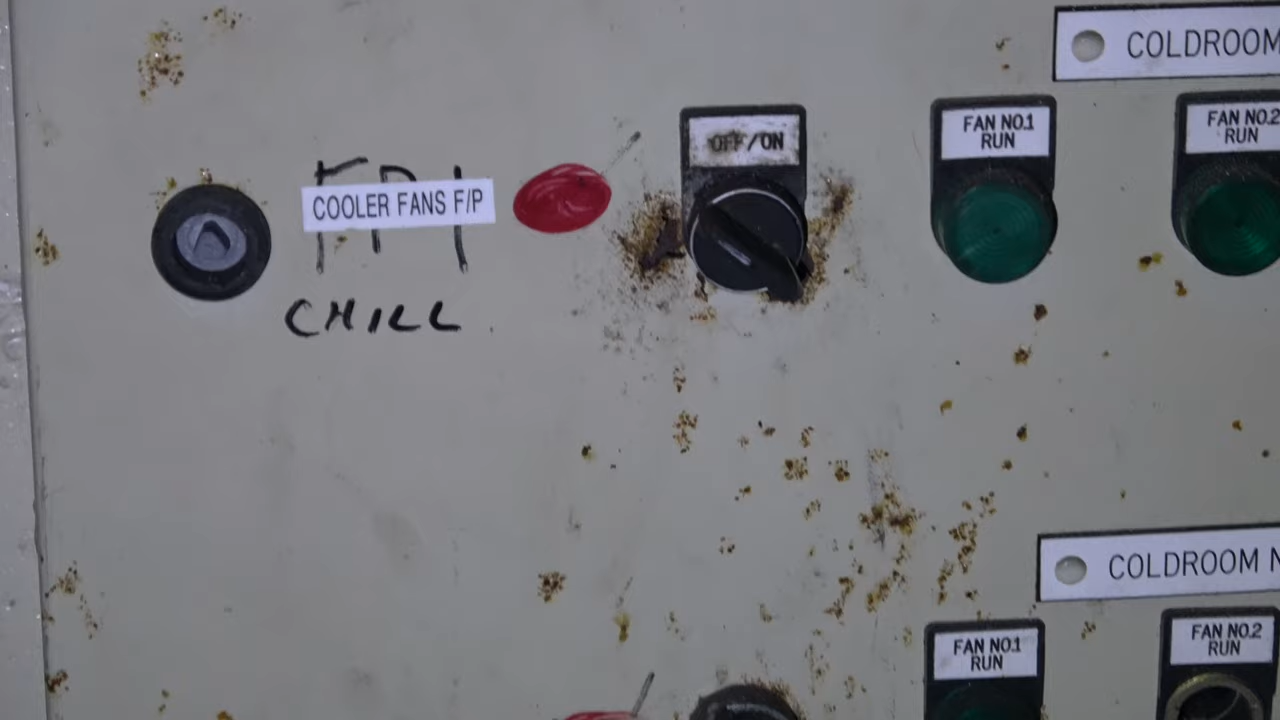 COLDROOM
OFF/ON
FAN NO.1
RUN
FAN NO.2
RUN
COOLER FANS F/P
CHILL
COLDROOM N
FAN NO.1
RUN
FAN NO.2
RUN